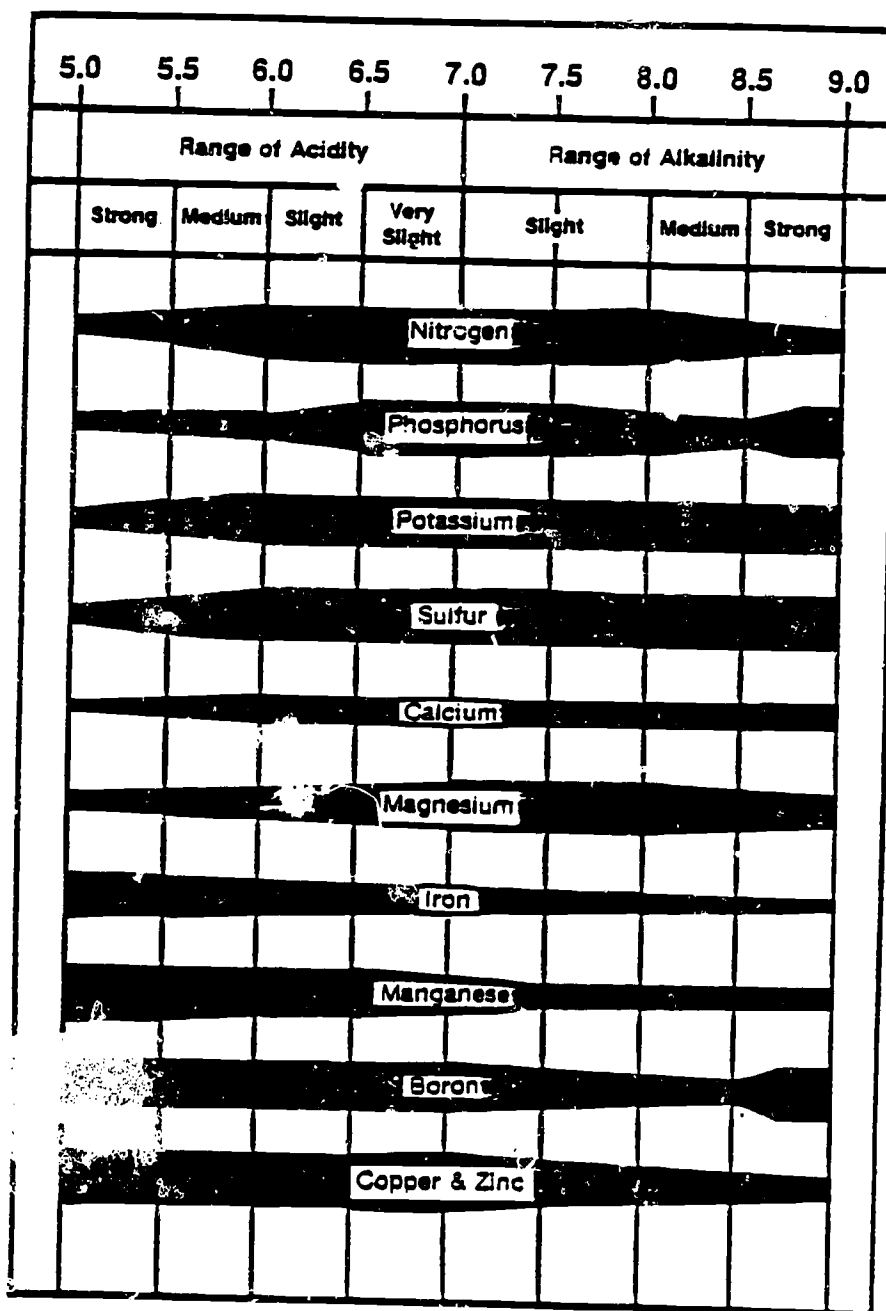 5.0 5.5 6.0 6.5 7.0 7.5 8.0 8.5 9.0
Range of Acidity Range of Alkalinity
Strong Medium Slight Very Slight Slight Medium Strong
Nitrogen
Phosphorus
Potassium
Sulfur
Calcium
Magnesium
Iron
Manganese
Boron
Copper & Zinc